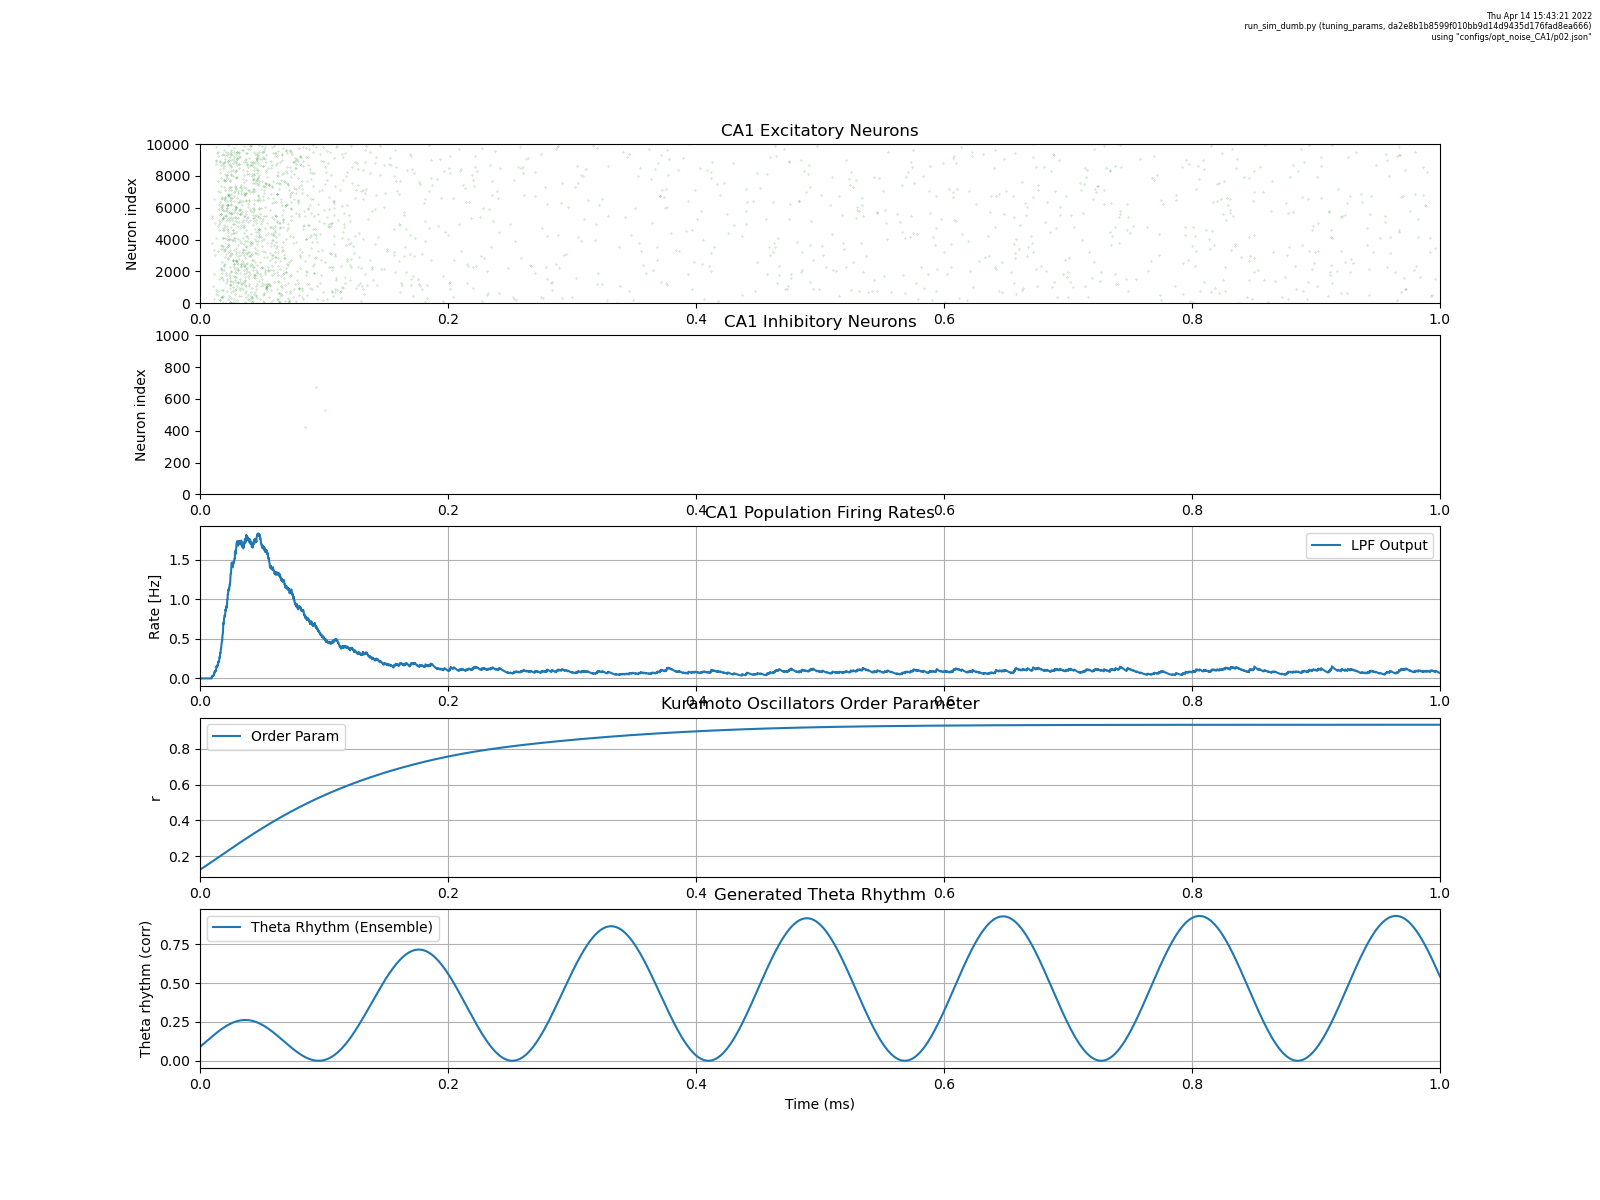 Thu Apr 14 15:43:21 2022
run_sim_dumb.py (tuning_params, da2e8b1b8599f010bb9d14d9435d176fad8ea666)
using "configs/opt_noise_CA1/p02.json"
CA1 Excitatory Neurons
Neuron index
10000
8000
6000
4000
2000
0
0.0 0.2 0.4 0.6 0.8 1.0
CA1 Inhibitory Neurons
Neuron index
1000
800
600
400
200
0
0.0 0.2 0.4 0.6 0.8 1.0
CA1 Population Firing Rates
LPF Output
Rate [Hz]
1.5
1.0
0.5
0.0
0.0 0.2 0.4 0.6 0.8 1.0
Kuramoto Oscillators Order Parameter
Order Param
r
0.8
0.6
0.4
0.2
0.0 0.2 0.4 0.6 0.8 1.0
Generated Theta Rhythm
Theta Rhythm (Ensemble)
Theta rhythm (corr)
0.75
0.50
0.25
0.00
0.0 0.2 0.4 0.6 0.8 1.0
Time (ms)